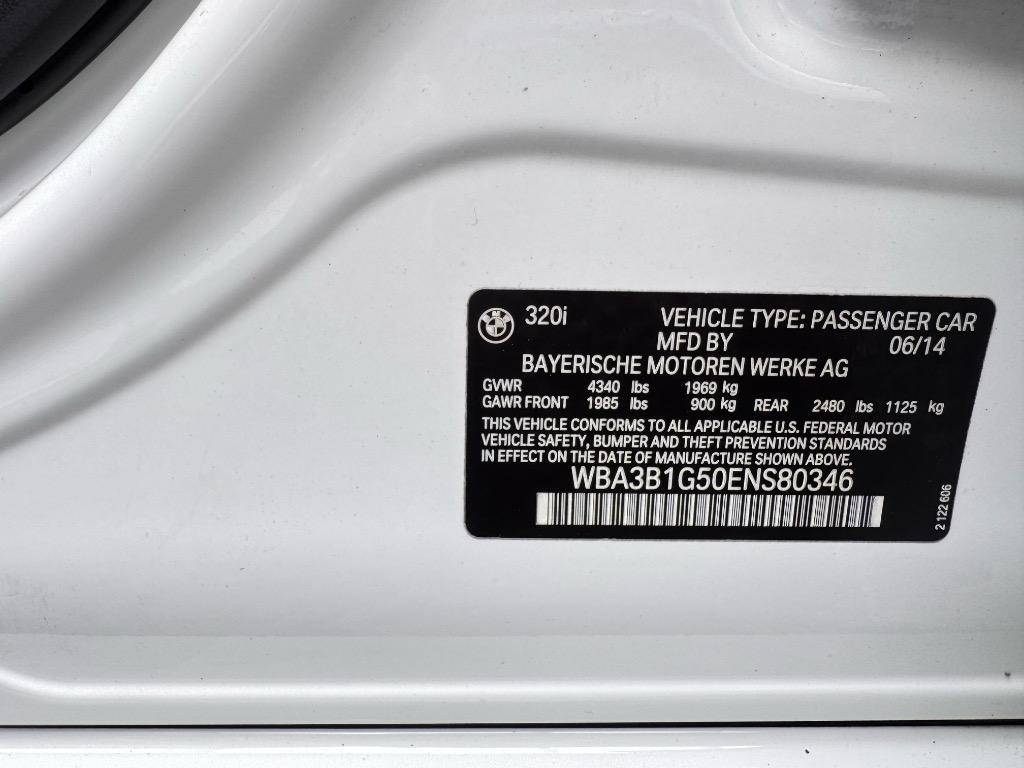 320i VEHICLE TYPE: PASSENGER CAR
MFD BY 06/14
BAYERISCHE MOTOREN WERKE AG
GVWR 4340 lbs 1969 kg
GAWR FRONT 1985 lbs 900 kg REAR 2480 lbs 1125 kg
THIS VEHICLE CONFORMS TO ALL APPLICABLE U.S. FEDERAL MOTOR
VEHICLE SAFETY, BUMPER AND THEFT PREVENTION STANDARDS
IN EFFECT ON THE DATE OF MANUFACTURE SHOWN ABOVE.
WBA3B1G50ENS80346
2 122 606